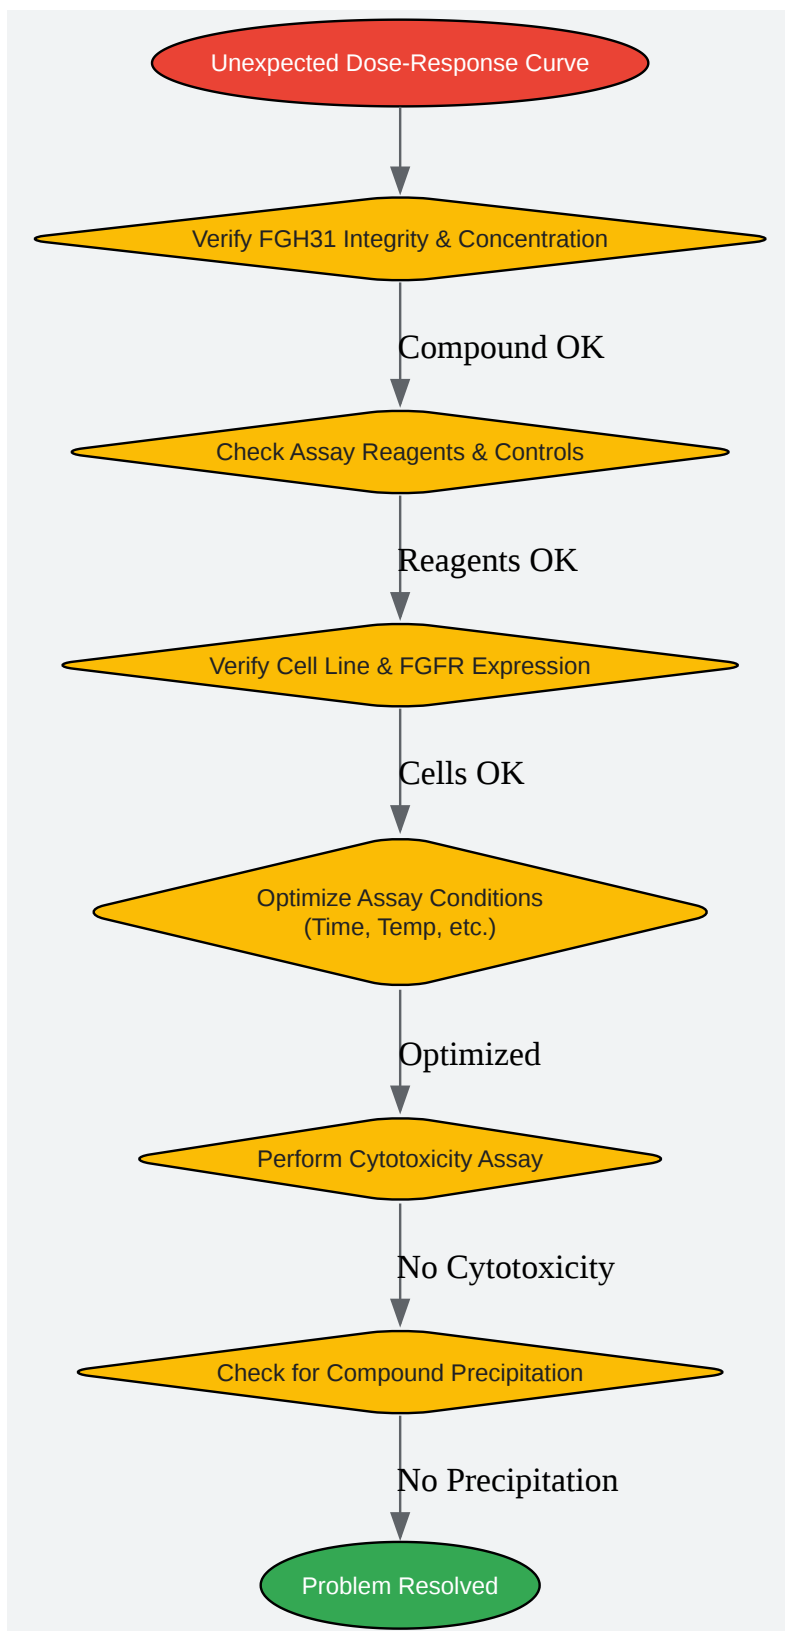 Unexpected Dose-Response Curve
Verify FGH31 Integrity & Concentration
Compound OK
Check Assay Reagents & Controls
Reagents OK
Verify Cell Line & FGFR Expression
Cells OK
Optimize Assay Conditions
(Time, Temp, etc.)
Optimized
Perform Cytotoxicity Assay
No Cytotoxicity
Check for Compound Precipitation
No Precipitation
Problem Resolved